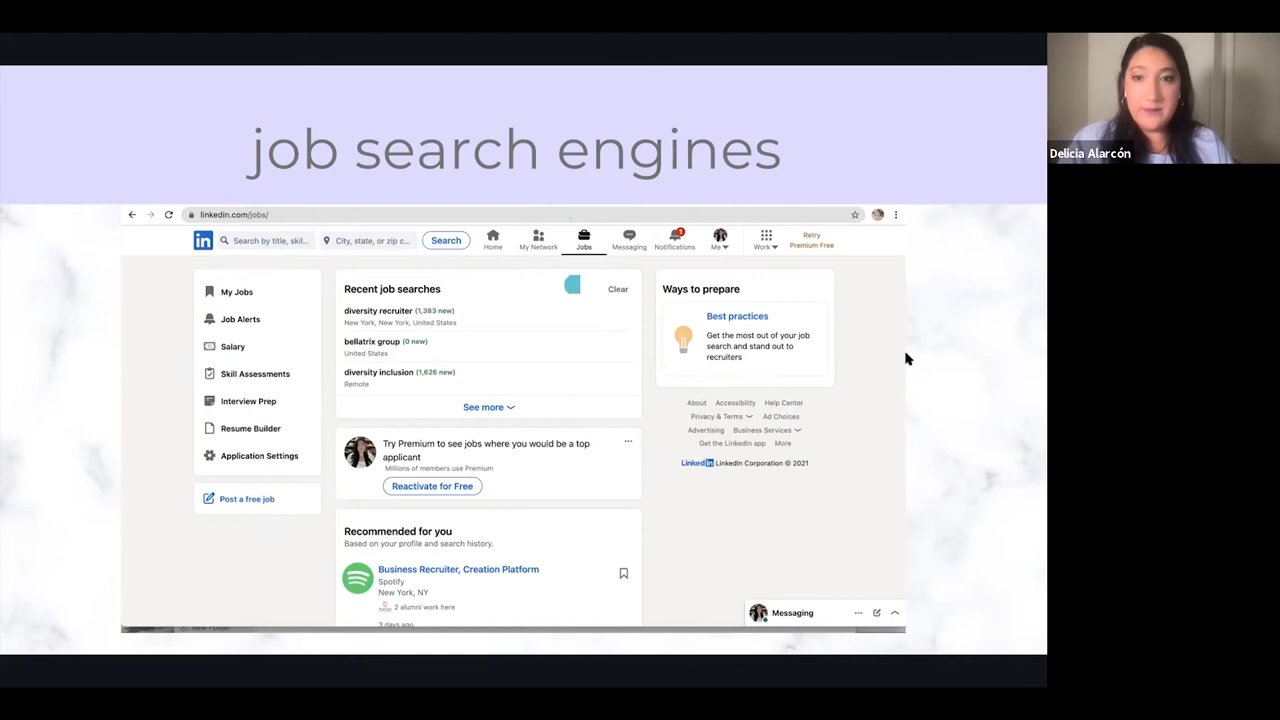 job search engines
Delicia Alarcón
linkedin.com/jobs/
in
Search by title, skil...
City, state, or zip c...
Search
Home
My Network
Jobs
Messaging
1
Notifications
Me
Work
Retry
Premium Free
My Jobs
Job Alerts
Salary
Skill Assessments
Interview Prep
Resume Builder
Application Settings
Post a free job
Recent job searches
Clear
diversity recruiter (1,383 new)
New York, New York, United States
bellatrix group (0 new)
United States
diversity inclusion (1,626 new)
Remote
See more
Try Premium to see jobs where you would be a top
applicant
Millions of members use Premium
Reactivate for Free
Recommended for you
Based on your profile and search history.
Business Recruiter, Creation Platform
Spotify
New York, NY
2 alumni work here
3 days ago
Ways to prepare
Best practices
Get the most out of your job
search and stand out to
recruiters
About Accessibility Help Center
Privacy & Terms Ad Choices
Advertising Business Services
Get the LinkedIn app More
LinkedIn LinkedIn Corporation © 2021
Messaging
New Folder